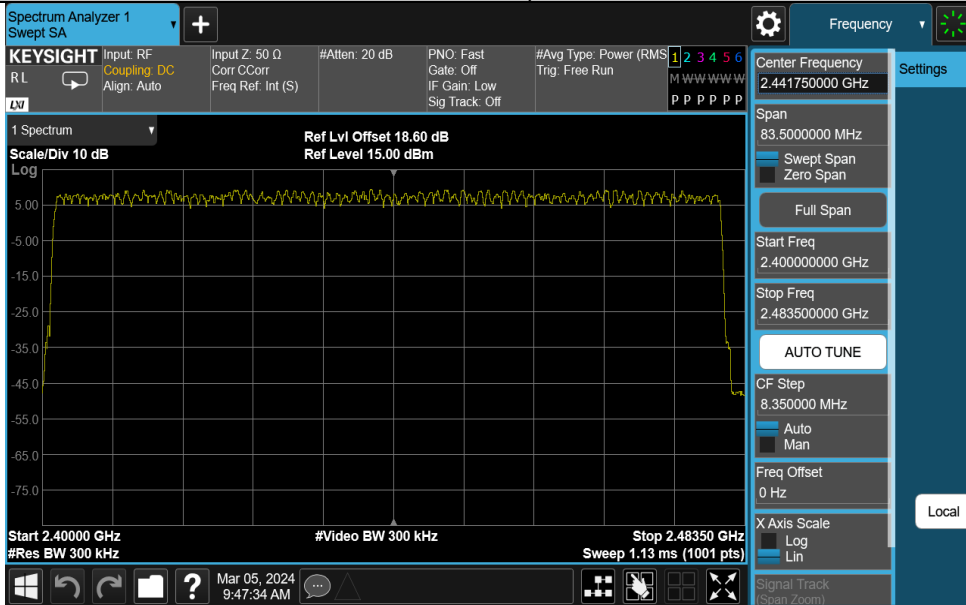 Spectrum Analyzer 1
Swept SA
+
Frequency
KEYSIGHT
RL
LXI
Input: RF
Coupling: DC
Align: Auto
Input Z: 50 Ω
Corr CCorr
Freq Ref: Int (S)
#Atten: 20 dB
PNO: Fast
Gate: Off
IF Gain: Low
Sig Track: Off
#Avg Type: Power (RMS
Trig: Free Run
1 2 3 4 5 6
M W W W W W
P P P P P P
1 Spectrum
Scale/Div 10 dB
Log
Ref Lvl Offset 18.60 dB
Ref Level 15.00 dBm
5.00
-5.00
-15.0
-25.0
-35.0
-45.0
-55.0
-65.0
-75.0
Start 2.40000 GHz
#Res BW 300 kHz
#Video BW 300 kHz
Stop 2.48350 GHz
Sweep 1.13 ms (1001 pts)
Center Frequency
2.441750000 GHz
Span
83.5000000 MHz
Swept Span
Zero Span
Full Span
Start Freq
2.400000000 GHz
Stop Freq
2.483500000 GHz
AUTO TUNE
CF Step
8.350000 MHz
Auto
Man
Freq Offset
0 Hz
X Axis Scale
Log
Lin
Signal Track
(Span Zoom)
Settings
Local
?
Mar 05, 2024
9:47:34 AM